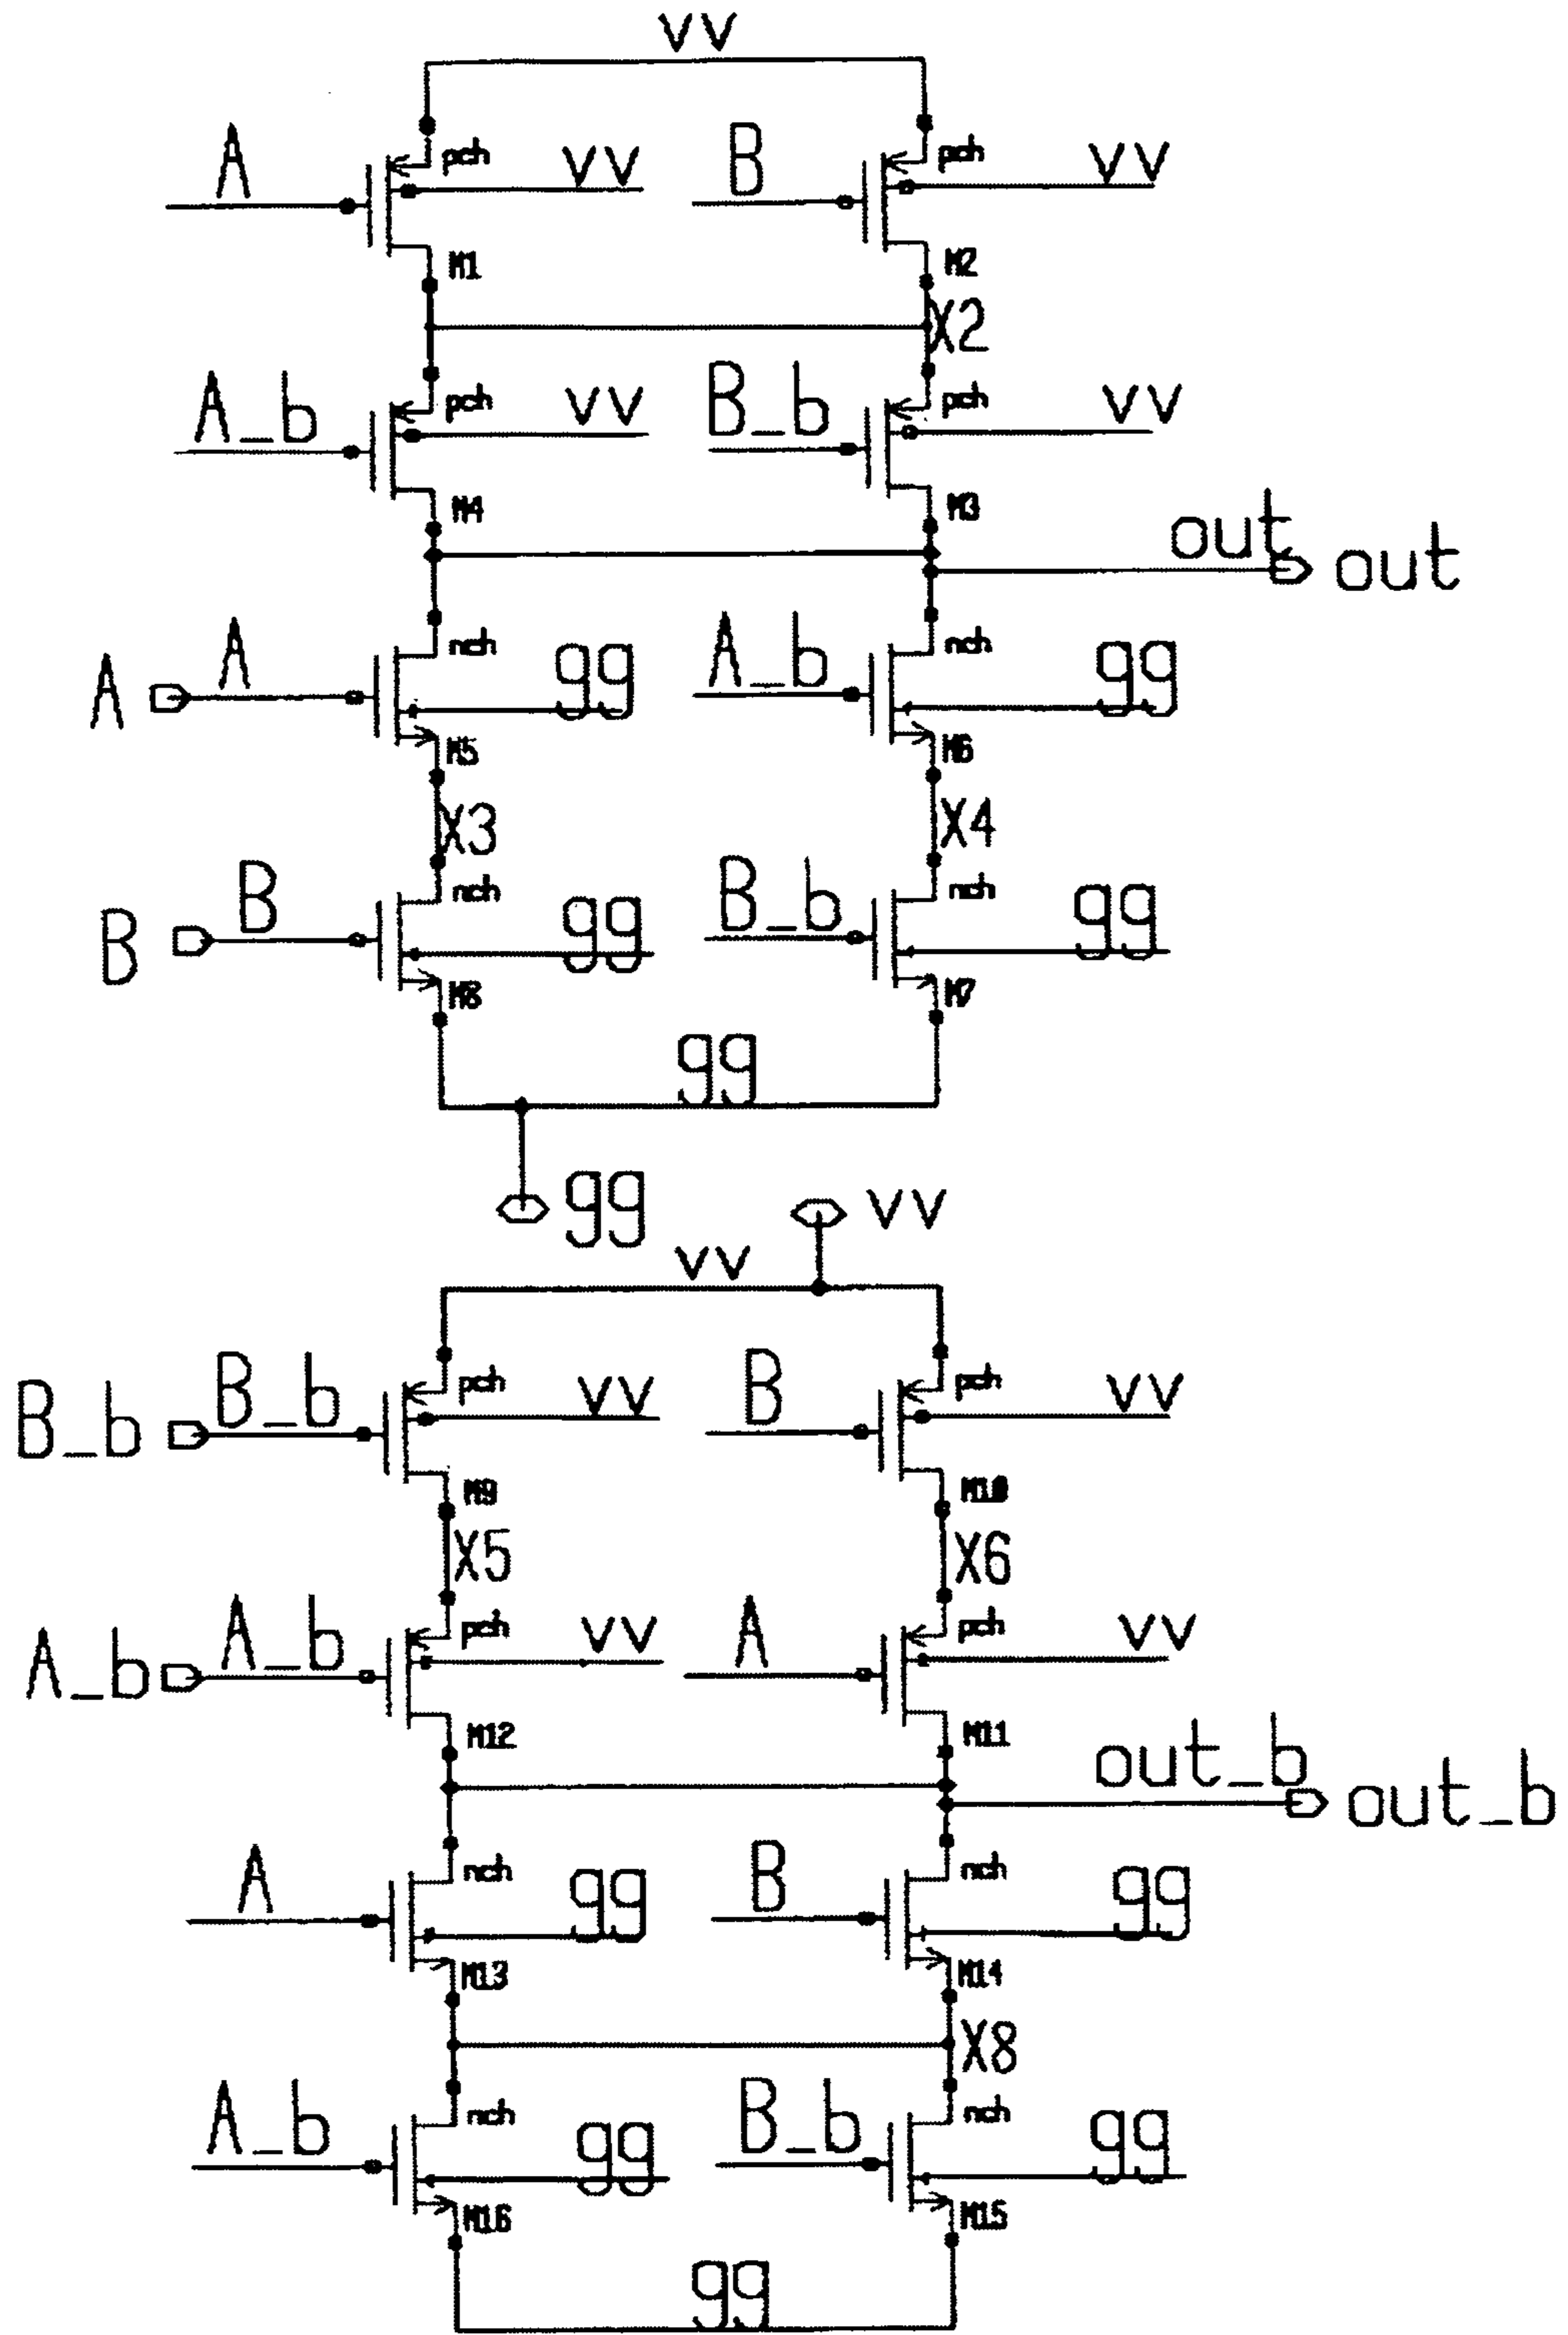 vv
A pch vv B pch vv
M1 M2
X2
A_b pch vv B_b pch vv
M4 M3
out out
A A nch gg A_b nch gg
M5 M6
X3 X4
B B nch gg B_b nch gg
M8 M7
gg
gg vv
vv
B_b B_b pch vv B pch vv
M9 M10
X5 X6
A_b A_b pch vv A pch vv
M12 M11
out_b out_b
A nch gg B nch gg
M13 M14
X8
A_b nch gg B_b nch gg
M16 M15
gg